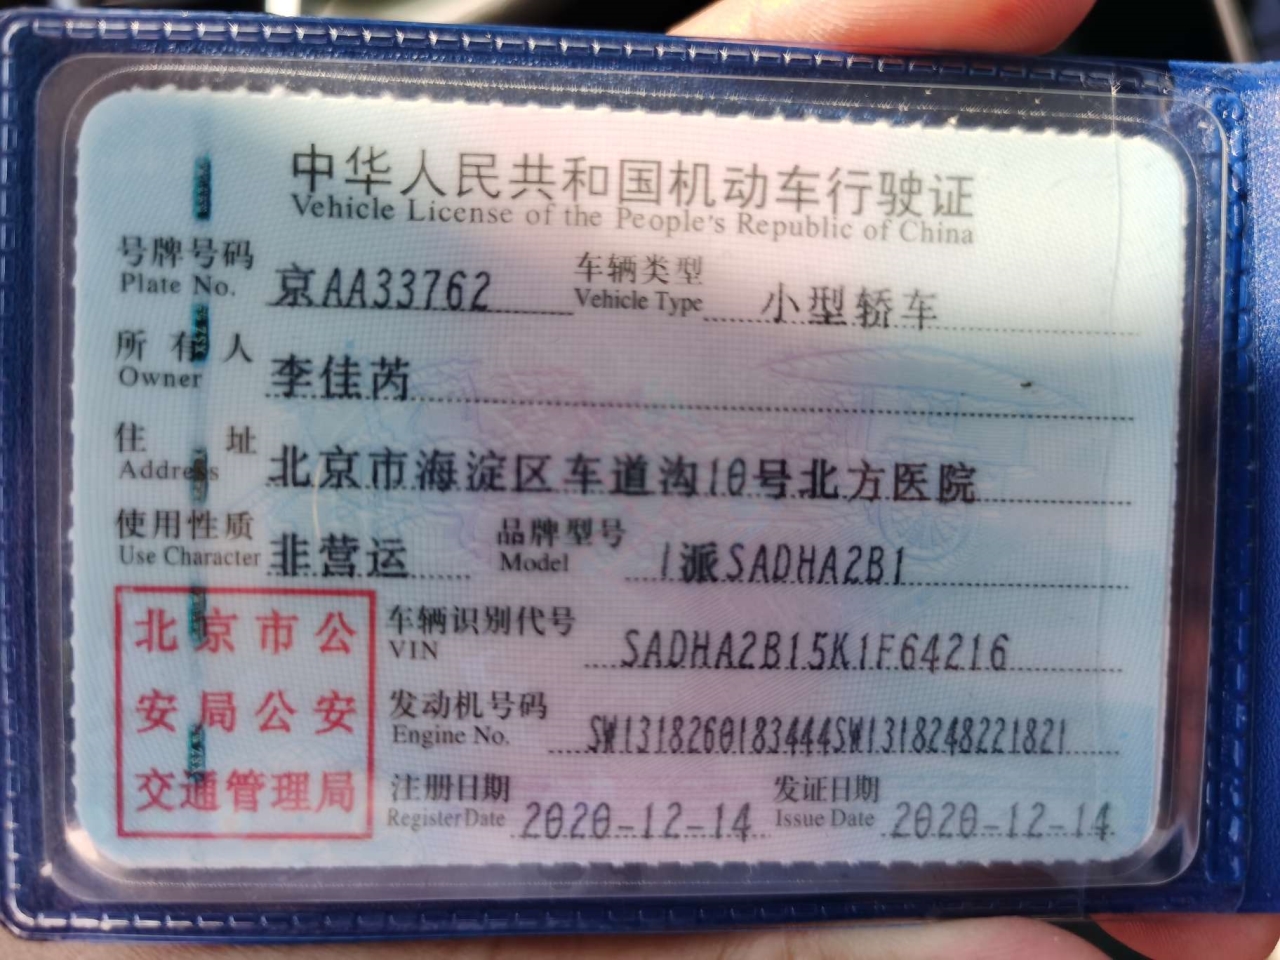 中华人民共和国机动车行驶证
Vehicle License of the People's Republic of China
号牌号码 京AA33762 车辆类型 小型轿车
Plate No. Vehicle Type
所有人 李佳芮
Owner
住址 北京市海淀区车道沟10号北方医院
Address
使用性质 非营运 品牌型号 I派SADHA2B1
Use Character Model
北京市公
安局公安
交通管理局
车辆识别代号 SADHA2B15K1F64216
VIN
发动机号码 SW1318260183444SW1318248221821
Engine No.
注册日期 2020-12-14 发证日期 2020-12-14
Register Date Issue Date